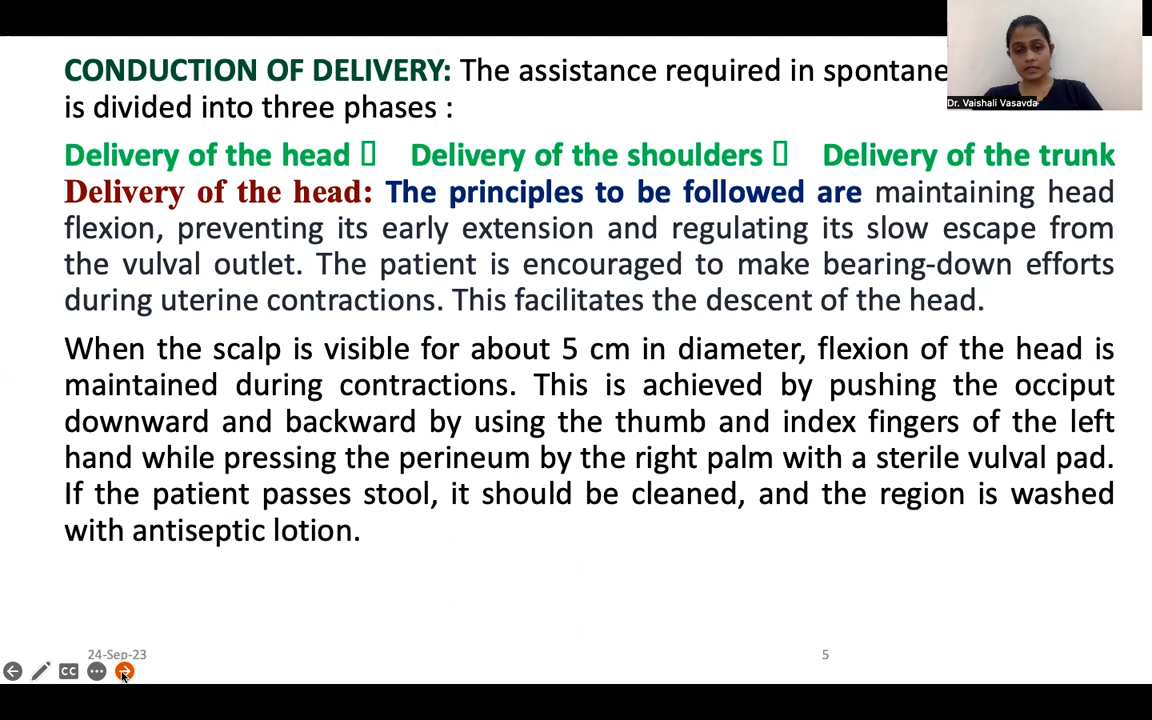 CONDUCTION OF DELIVERY: The assistance required in spontane
is divided into three phases :
Delivery of the head Delivery of the shoulders Delivery of the trunk
Delivery of the head: The principles to be followed are maintaining head
flexion, preventing its early extension and regulating its slow escape from
the vulval outlet. The patient is encouraged to make bearing-down efforts
during uterine contractions. This facilitates the descent of the head.
When the scalp is visible for about 5 cm in diameter, flexion of the head is
maintained during contractions. This is achieved by pushing the occiput
downward and backward by using the thumb and index fingers of the left
hand while pressing the perineum by the right palm with a sterile vulval pad.
If the patient passes stool, it should be cleaned, and the region is washed
with antiseptic lotion.
Dr. Vaishali Vasavda
24-Sep-23
5
CC